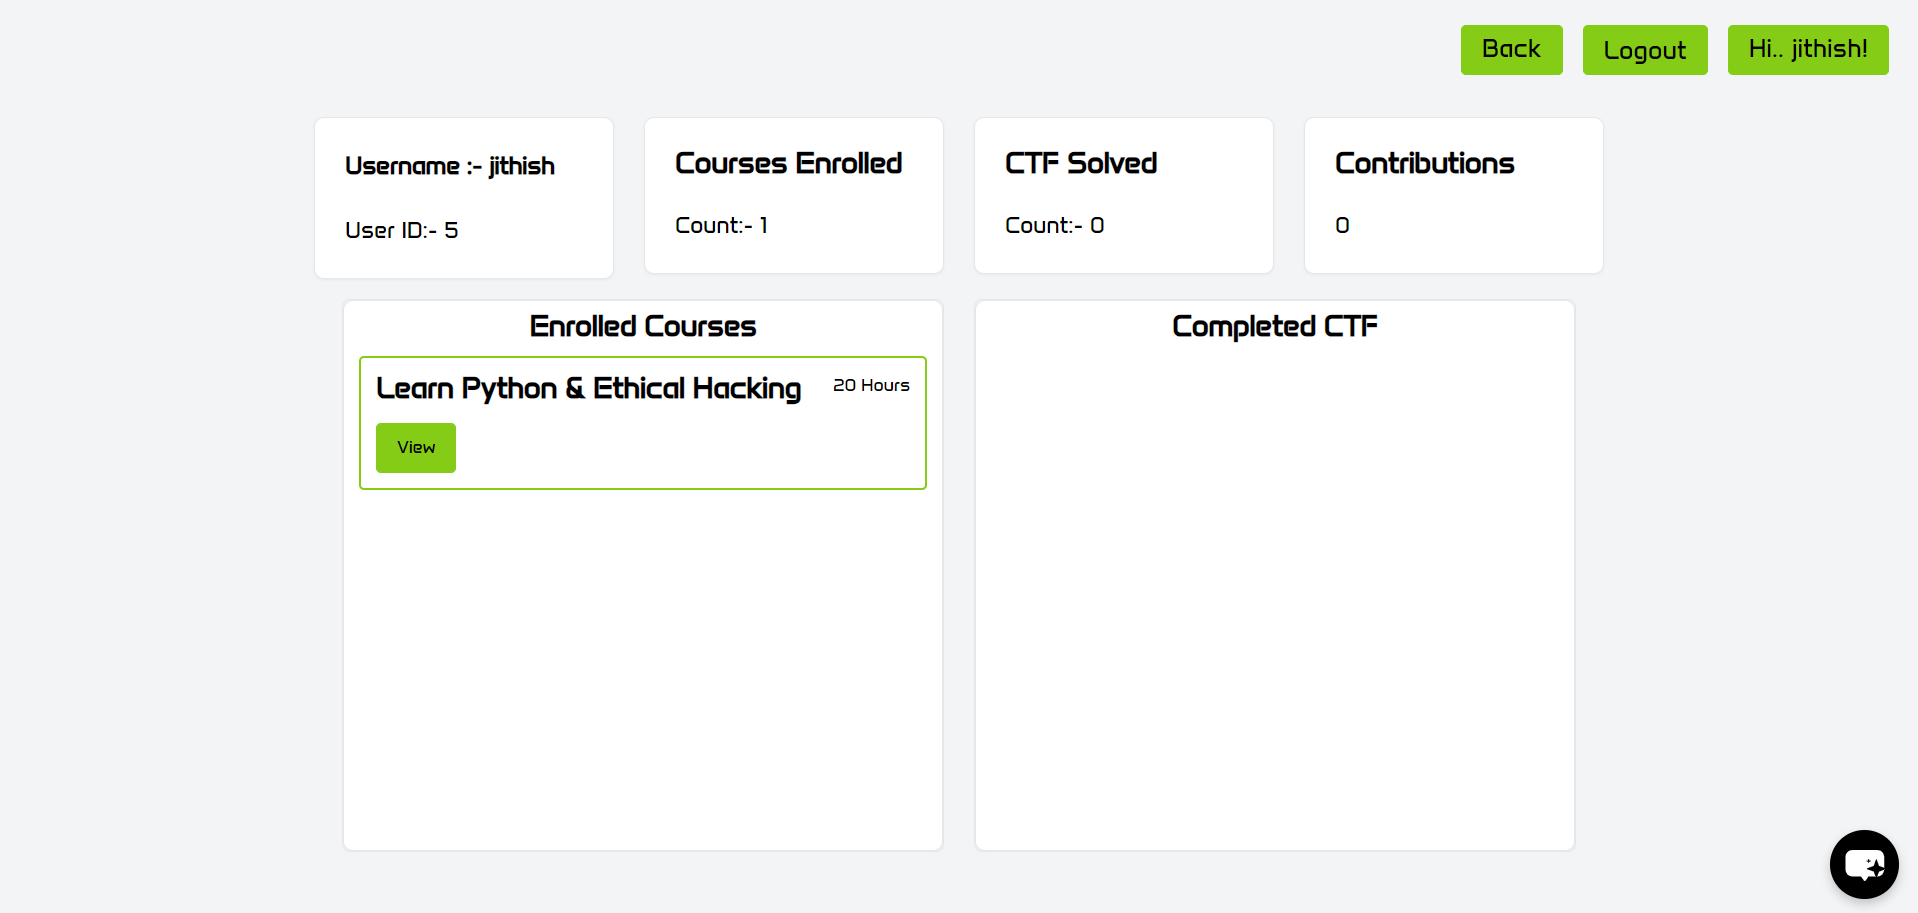 Back
Logout
Hi.. jithish!
Username :- jithish
User ID:- 5
Courses Enrolled
Count:- 1
CTF Solved
Count:- 0
Contributions
0
Enrolled Courses
Learn Python & Ethical Hacking
20 Hours
View
Completed CTF